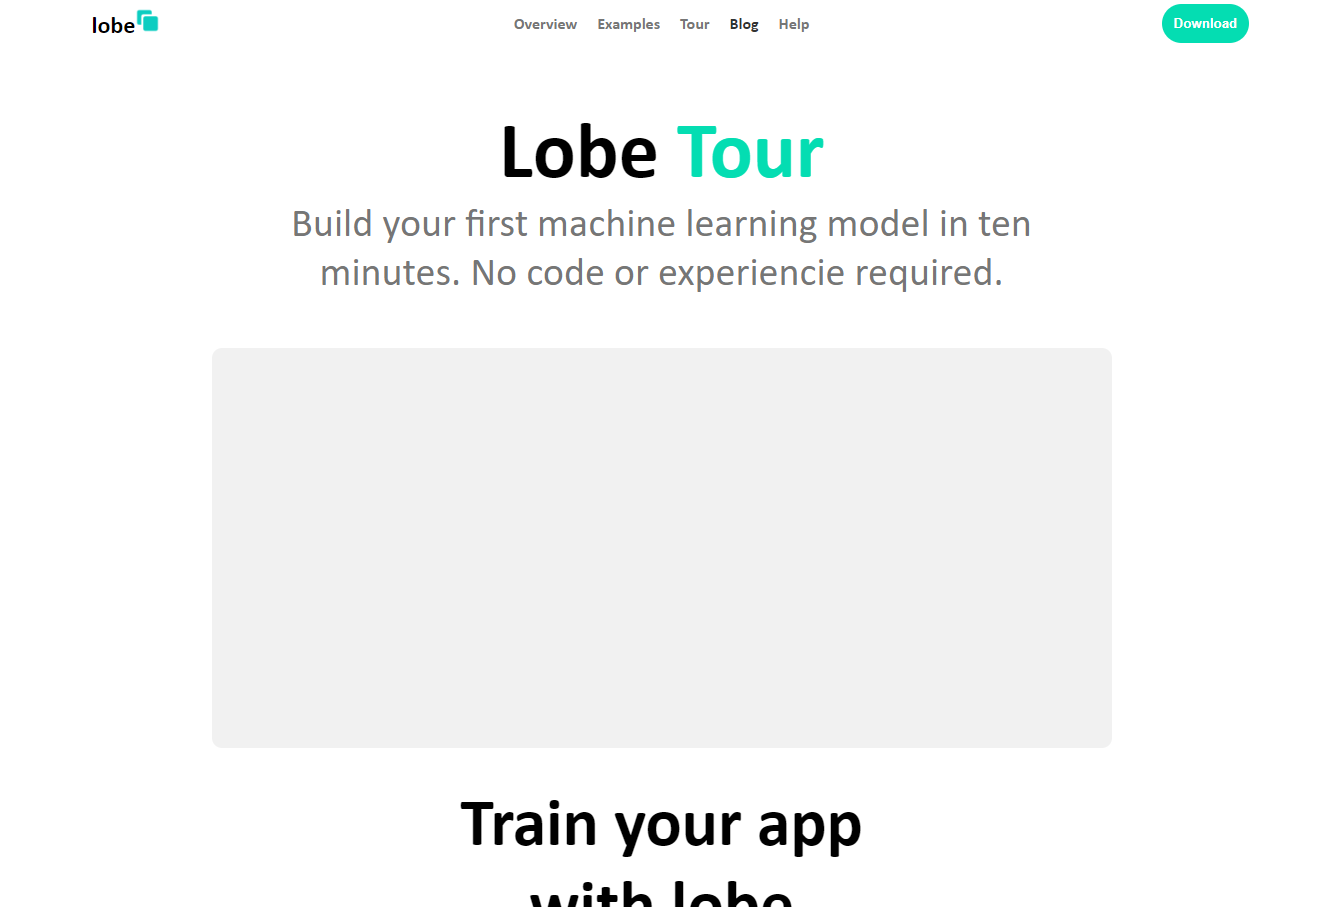 lobe
Overview Examples Tour Blog Help
Download
Lobe Tour
Build your first machine learning model in ten
minutes. No code or experiencie required.
Train your app
with lobe